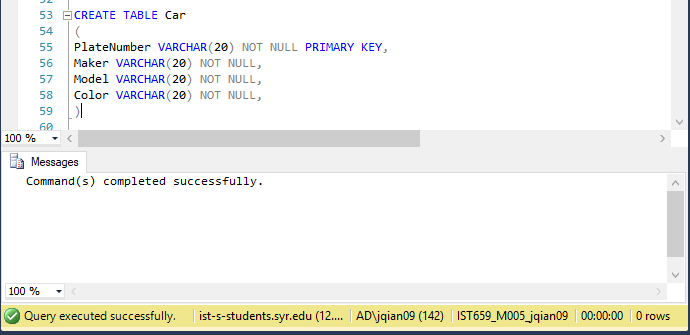 53 CREATE TABLE Car
54 (
55 PlateNumber VARCHAR(20) NOT NULL PRIMARY KEY,
56 Maker VARCHAR(20) NOT NULL,
57 Model VARCHAR(20) NOT NULL,
58 Color VARCHAR(20) NOT NULL,
59 )
60
100 %
Messages
Command(s) completed successfully.
100 %
Query executed successfully. ist-s-students.syr.edu (12.... AD\jqian09 (142) IST659_M005_jqian09 00:00:00 0 rows